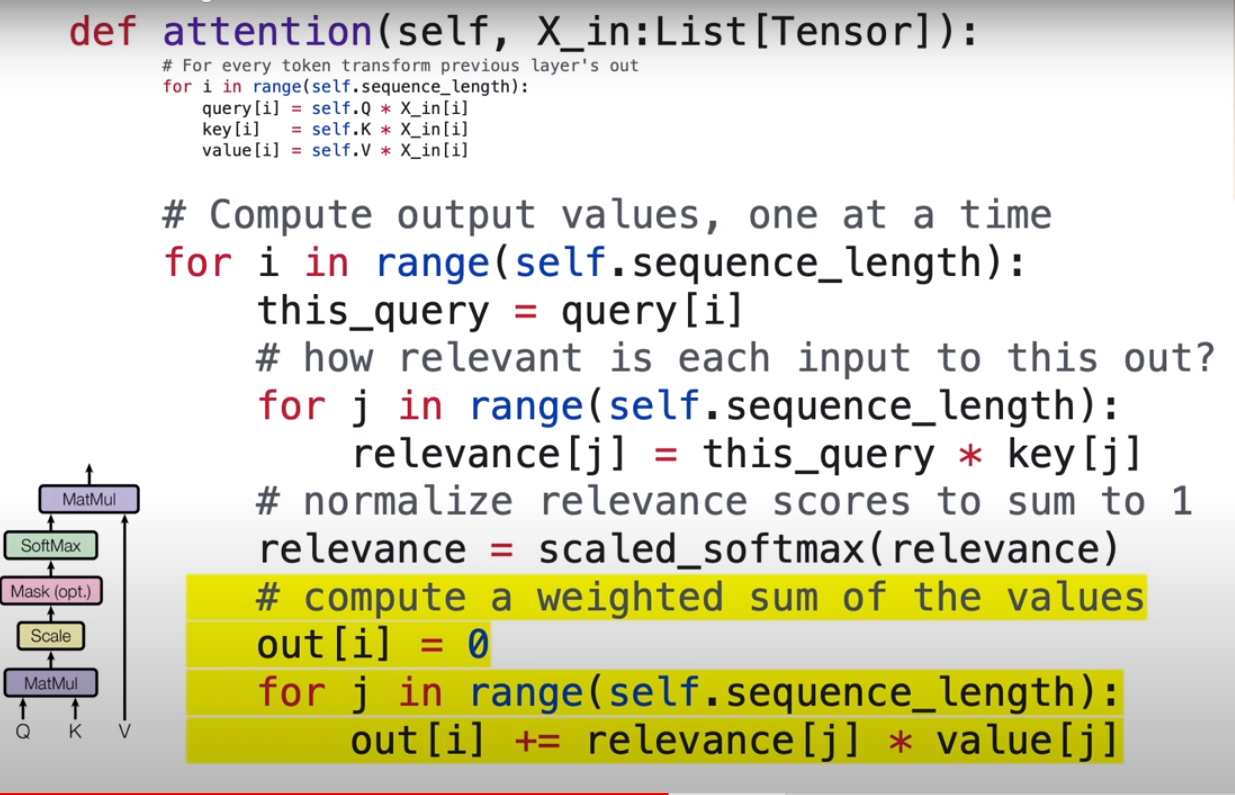 def attention(self, X_in:List[Tensor]):
# For every token transform previous layer's out
for i in range(self.sequence_length):
query[i] = self.Q * X_in[i]
key[i]   = self.K * X_in[i]
value[i] = self.V * X_in[i]
# Compute output values, one at a time
for i in range(self.sequence_length):
this_query = query[i]
# how relevant is each input to this out?
for j in range(self.sequence_length):
relevance[j] = this_query * key[j]
# normalize relevance scores to sum to 1
relevance = scaled_softmax(relevance)
# compute a weighted sum of the values
out[i] = 0
for j in range(self.sequence_length):
out[i] += relevance[j] * value[j]
MatMul
SoftMax
Mask (opt.)
Scale
MatMul
Q K V